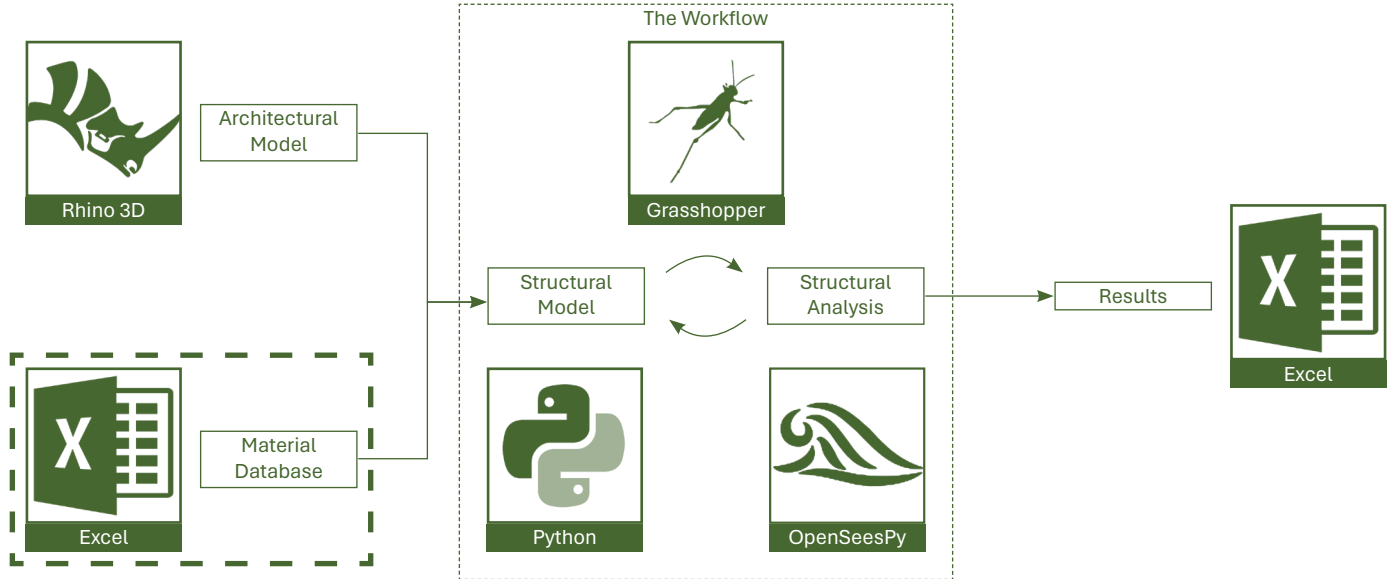 The Workflow
Rhino 3D
Architectural
Model
Grasshopper
Structural
Model
Structural
Analysis
Results
X
Excel
X
Excel
Material
Database
Python
OpenSeesPy